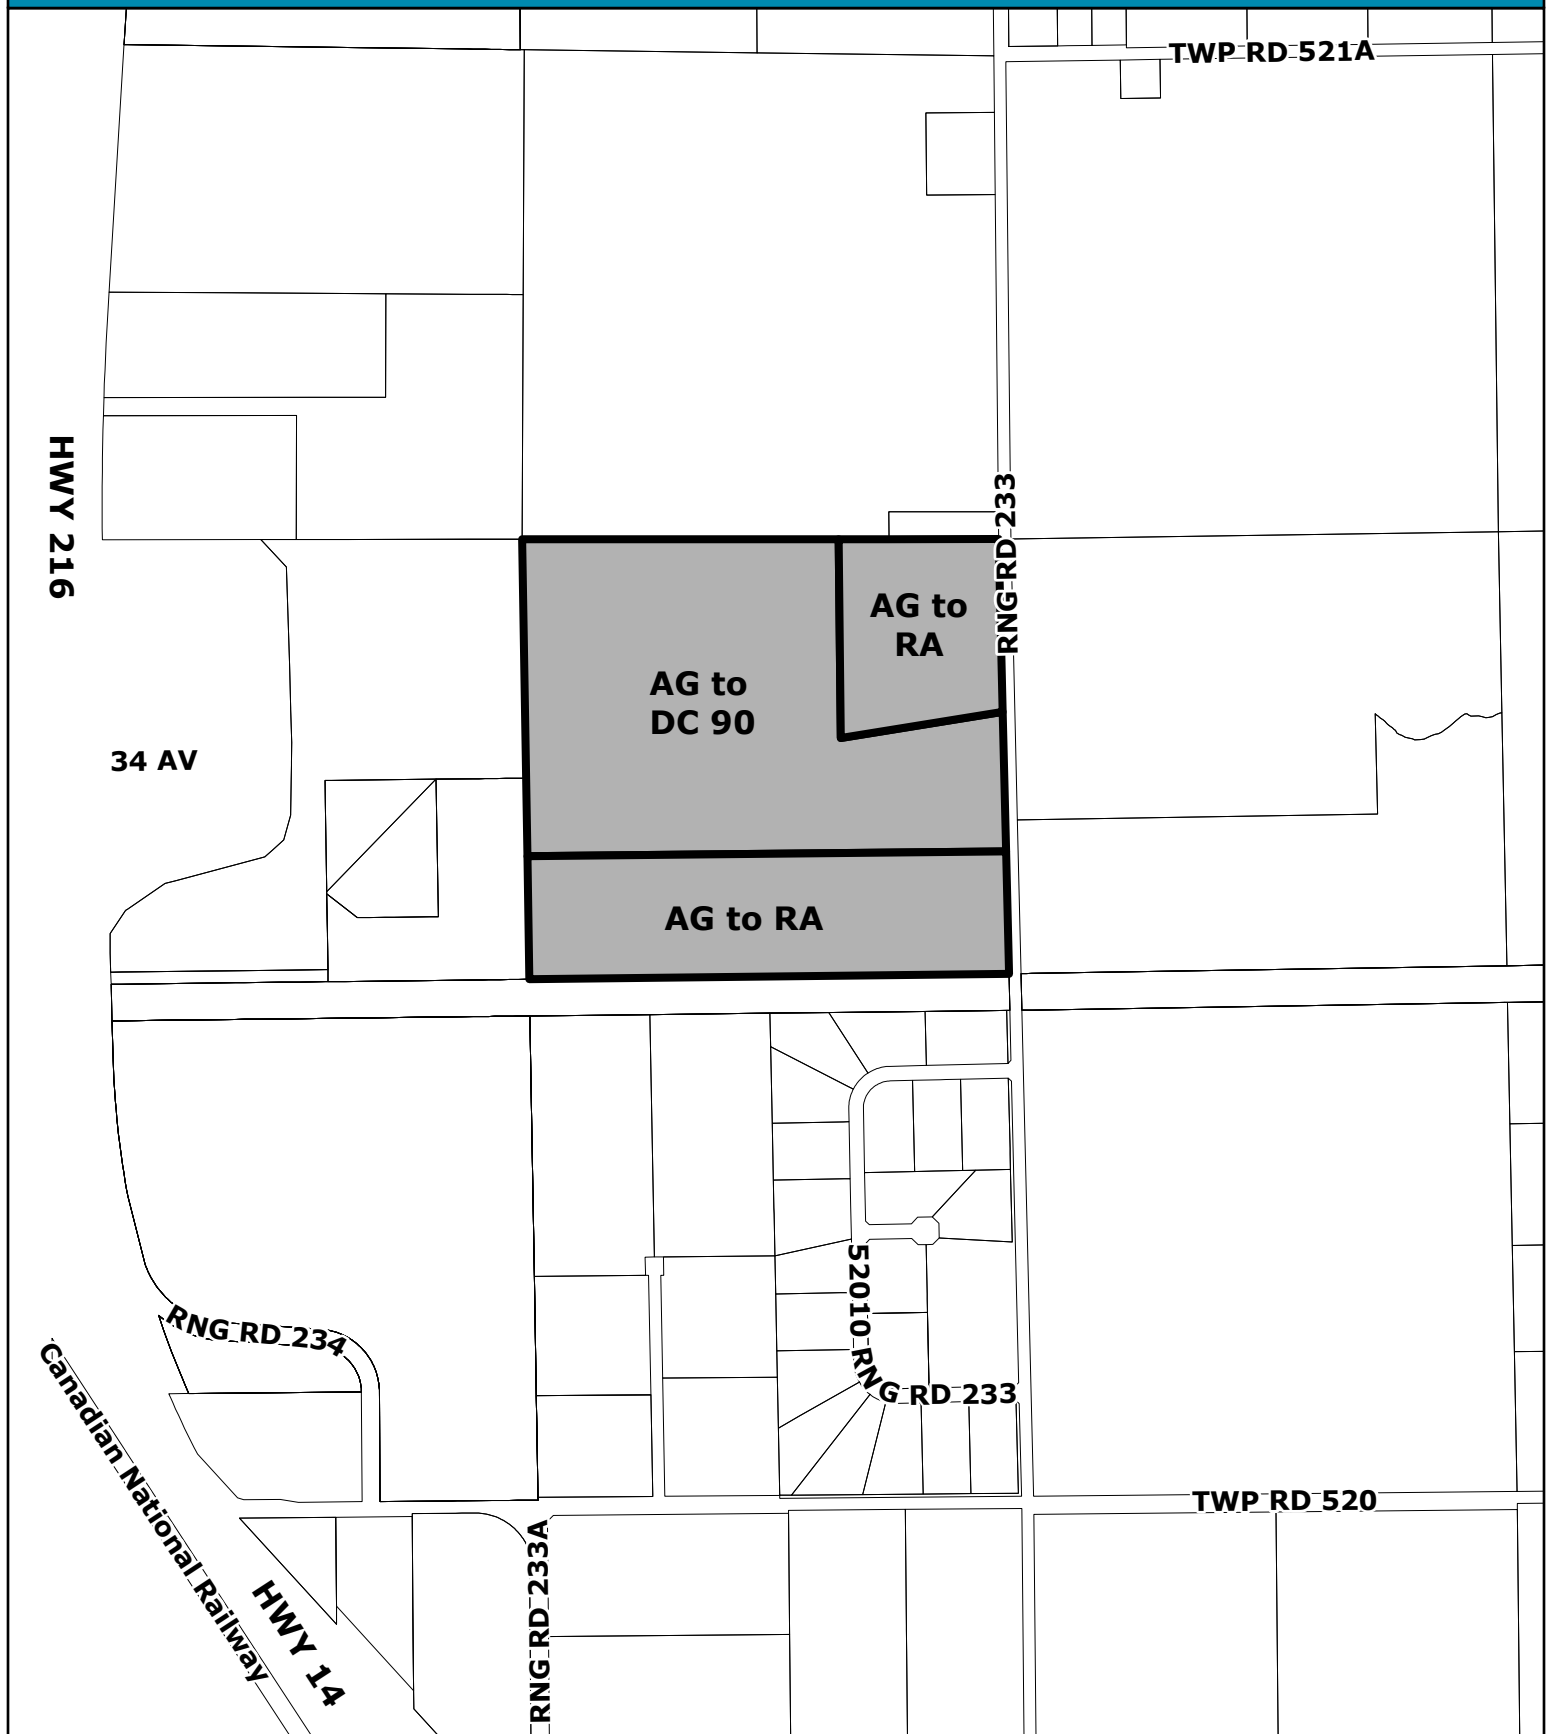 TWP RD 521A
HWY 216
RNG RD 233
AG to
RA
AG to
DC 90
34 AV
AG to RA
52010 RNG RD 233
RNG RD 234
Canadian National Railway
TWP RD 520
RNG RD 233A
HWY 14